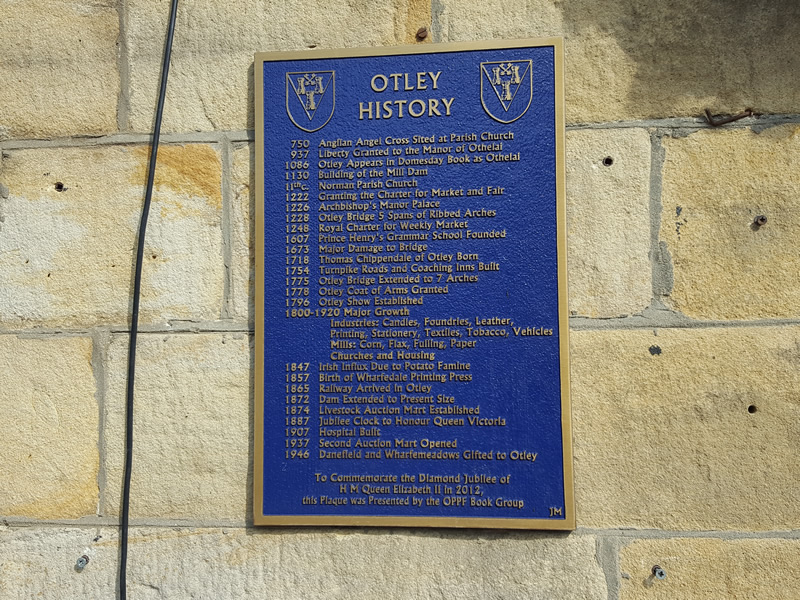 OTLEY
HISTORY
750 Anglian Angel Cross Sited at Parish Church
937 Liberty Granted to the Manor of Othelai
1086 Otley Appears in Domesday Book as Othelai
1130 Building of the Mill Dam
11th c. Norman Parish Church
1222 Granting the Charter for Market and Fair
1226 Archbishop's Manor Palace
1228 Otley Bridge 5 Spans of Ribbed Arches
1248 Royal Charter for Weekly Market
1607 Prince Henry's Grammar School Founded
1673 Major Damage to Bridge
1718 Thomas Chippendale of Otley Born
1754 Turnpike Roads and Coaching Inns Built
1775 Otley Bridge Extended to 7 Arches
1778 Otley Coat of Arms Granted
1796 Otley Show Established
1800-1920 Major Growth
Industries: Candles, Foundries, Leather,
Printing, Stationery, Textiles, Tobacco, Vehicles
Mills: Corn, Flax, Fulling, Paper
Churches and Housing
1847 Irish Influx Due to Potato Famine
1857 Birth of Wharfedale Printing Press
1865 Railway Arrived in Otley
1872 Dam Extended to Present Size
1874 Livestock Auction Mart Established
1887 Jubilee Clock to Honour Queen Victoria
1907 Hospital Built
1937 Second Auction Mart Opened
1946 Danefield and Wharfemeadows Gifted to Otley
To Commemorate the Diamond Jubilee of
H M Queen Elizabeth II in 2012,
this Plaque was Presented by the OPPF Book Group
JM